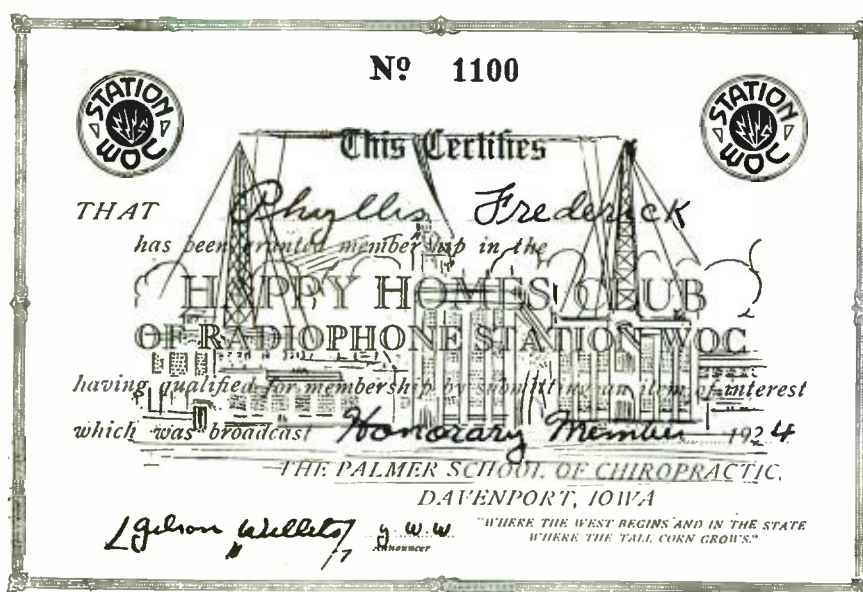 Nº 1100
STATION WOC
STATION WOC
This Certifies
THAT Phyllis Frederick
has been granted membership in the
HAPPY HOMES CLUB
OF RADIOPHONE STATION WOC
having qualified for membership by submitting an item of interest
which was broadcast Honorary Member 1924
THE PALMER SCHOOL OF CHIROPRACTIC,
DAVENPORT, IOWA
"WHERE THE WEST BEGINS AND IN THE STATE
WHERE THE TALL CORN GROWS."
Gilson Willets
Announcer